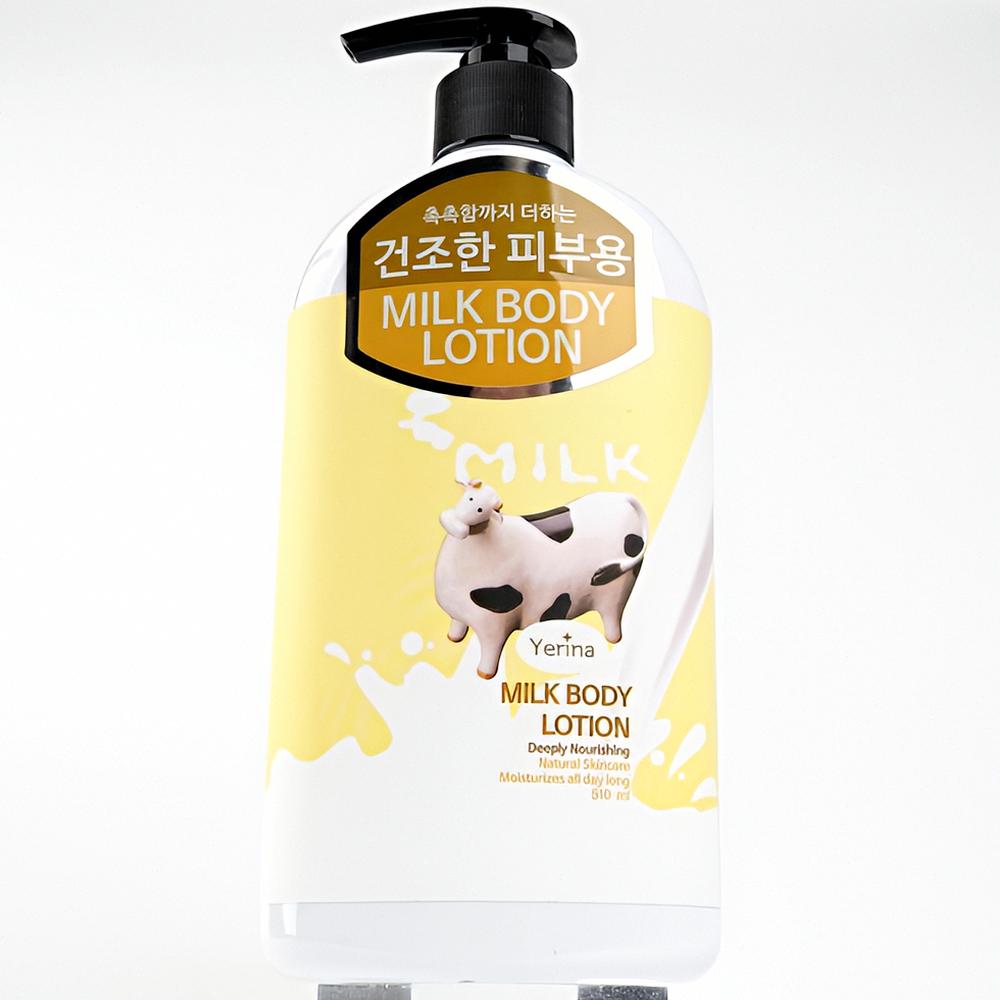 촉촉함까지 더하는
건조한 피부용
MILK BODY
LOTION
MILK
Yerina
MILK BODY
LOTION
Deeply Nourishing
Natural Skincare
Moisturizes all day long
510 ml